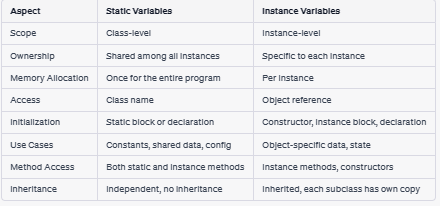 Aspect Static Variables Instance Variables
Scope Class-level Instance-level
Ownership Shared among all instances Specific to each instance
Memory Allocation Once for the entire program Per instance
Access Class name Object reference
Initialization Static block or declaration Constructor, instance block, declaration
Use Cases Constants, shared data, config Object-specific data, state
Method Access Both static and instance methods Instance methods, constructors
Inheritance Independent, no inheritance Inherited, each subclass has own copy